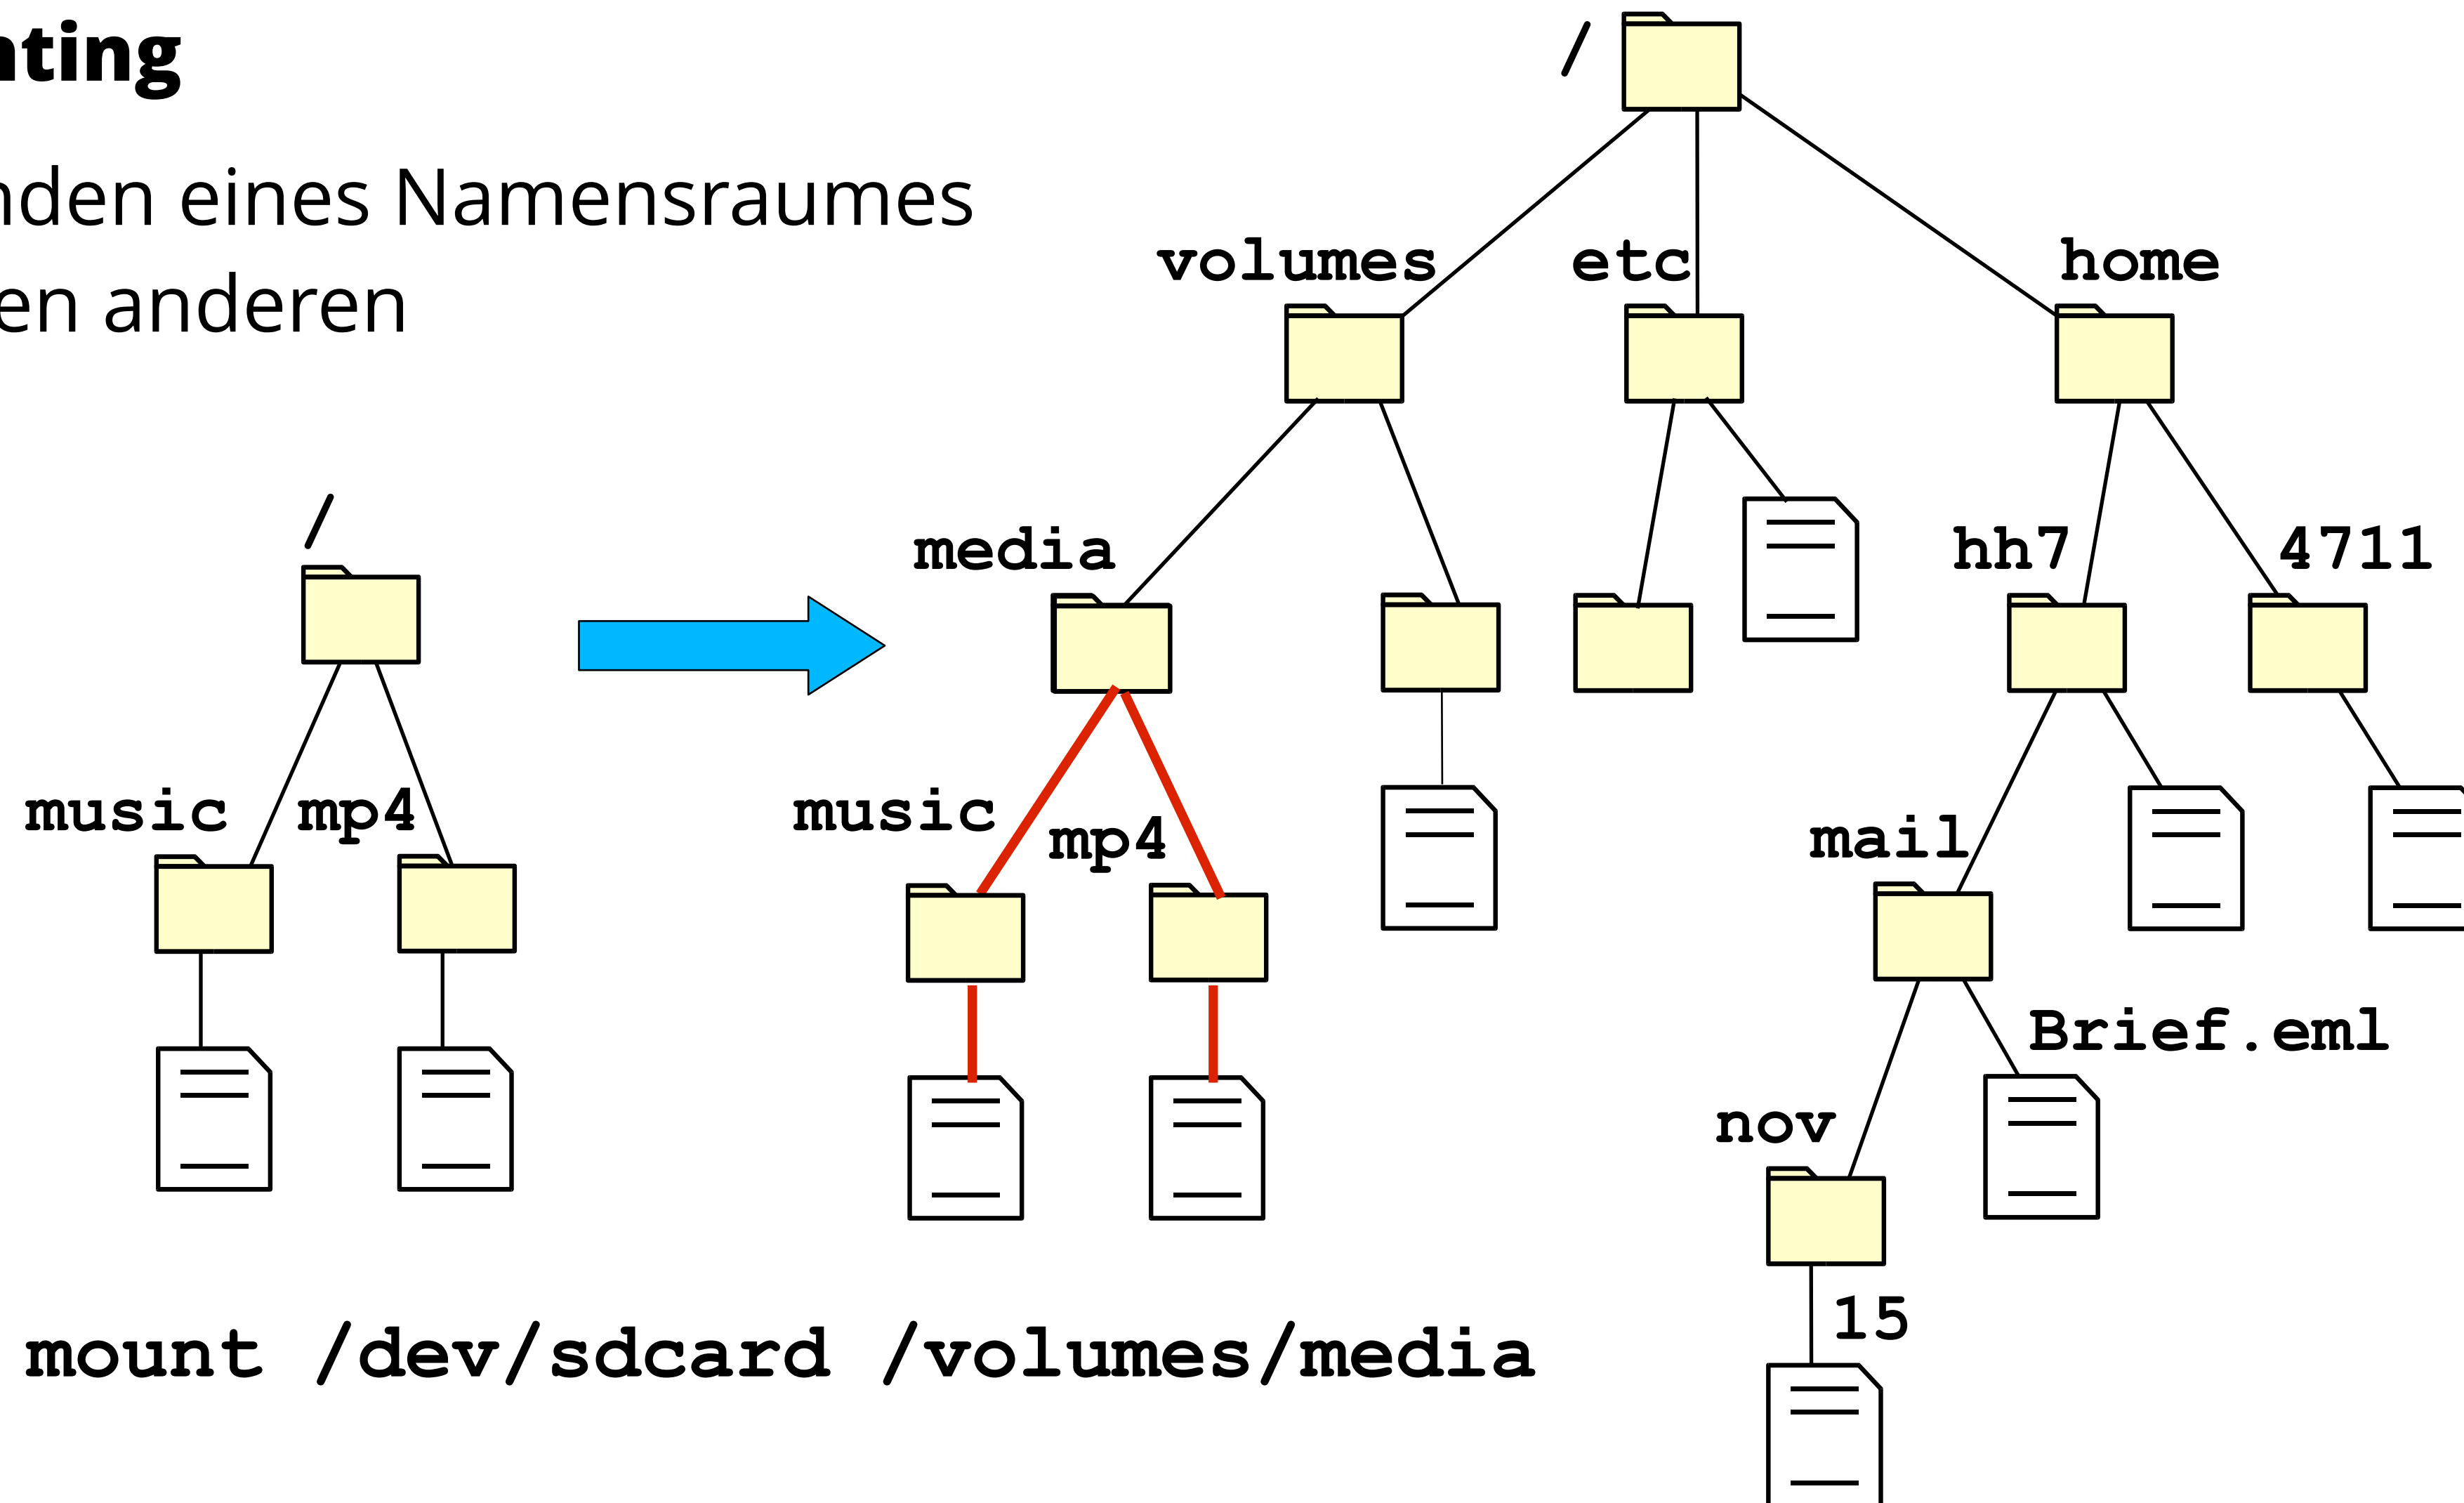 nting
nden eines Namensraumes
en anderen
/
volumes
etc
home
/
media
hh7
4711
music
mp4
music
mp4
mail
Brief.eml
nov
15
mount /dev/sdcard /volumes/media